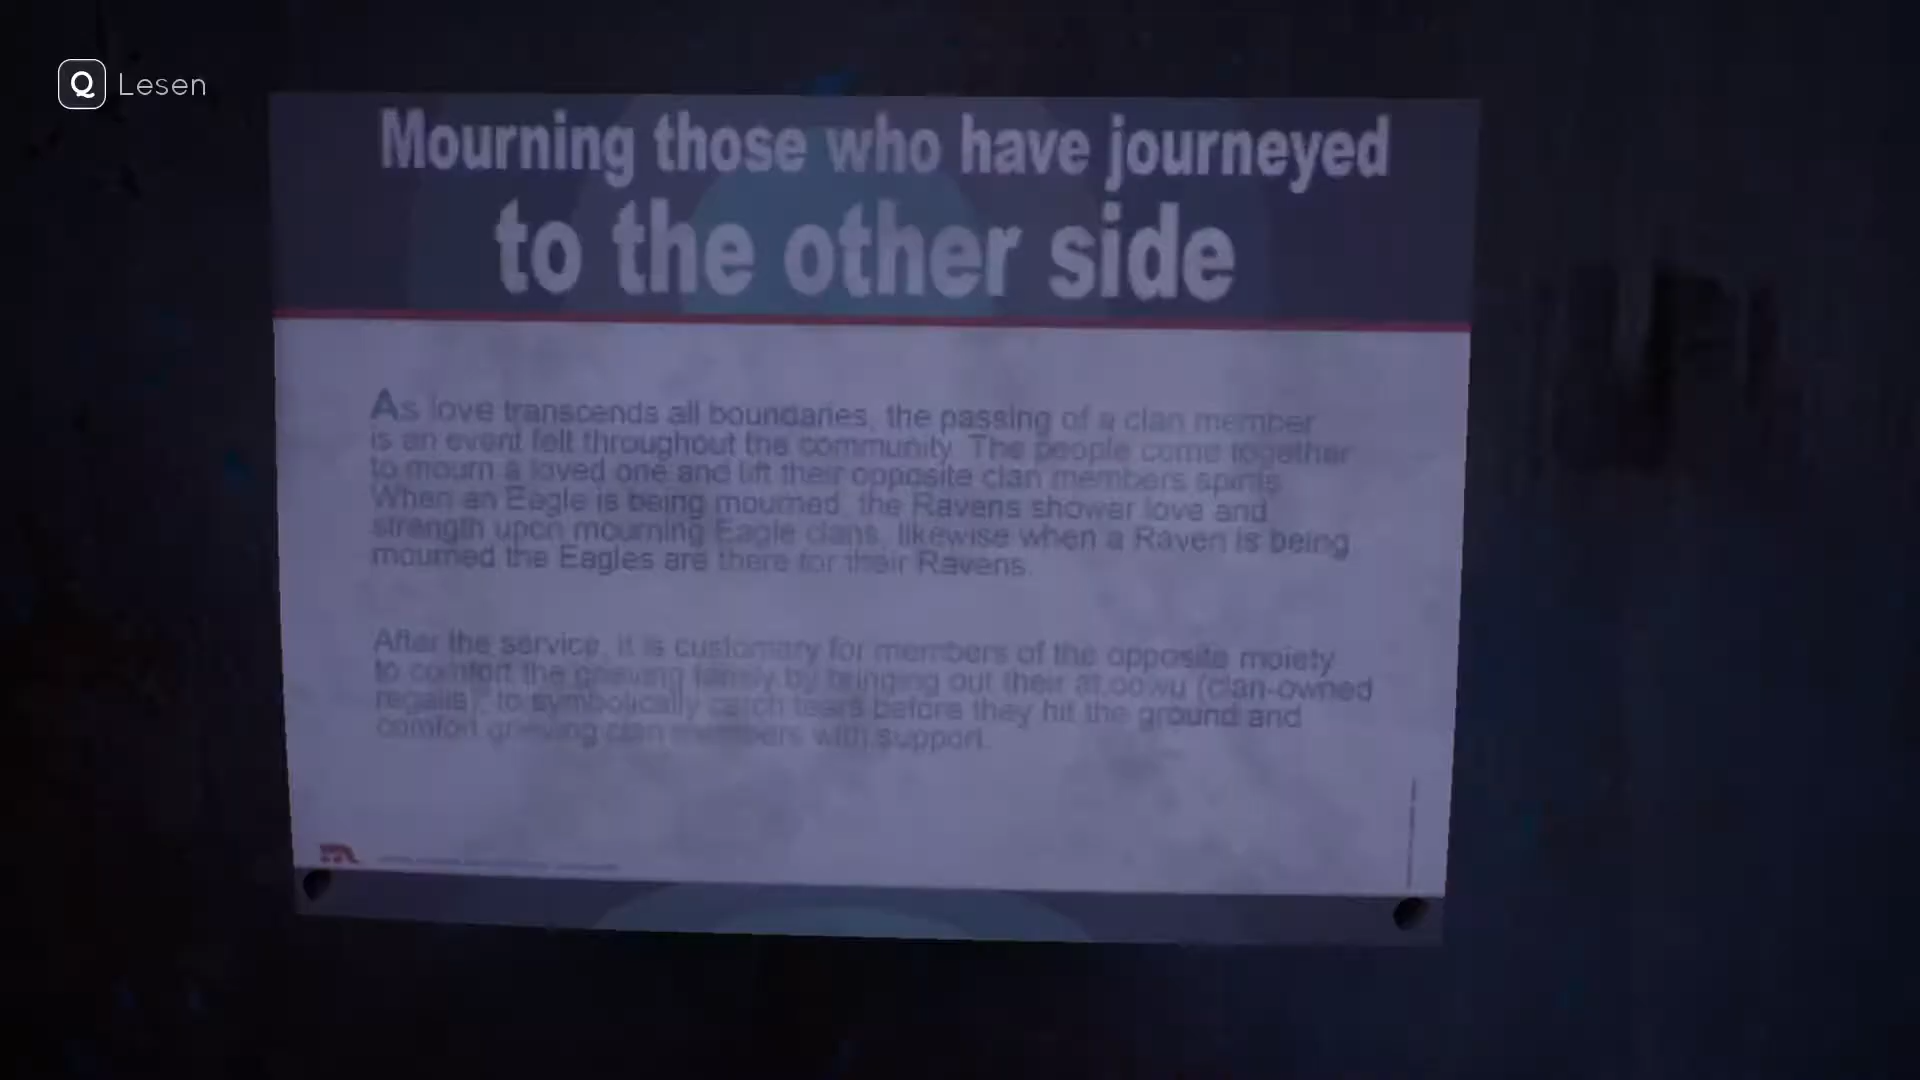 Q Lesen
Mourning those who have journeyed
to the other side
As love transcends all boundaries, the passing of a clan member
is an event felt throughout the community. The people come together
to mourn a loved one and lift their opposite clan members spirits.
When an Eagle is being mourned, the Ravens shower love and
strength upon mourning Eagle clans, likewise when a Raven is being
mourned the Eagles are there for their Ravens.
After the service, it is customary for members of the opposite moiety
to comfort the grieving family by bringing out their at.oowu (clan-owned
regalia), to symbolically catch tears before they hit the ground and
comfort grieving clan members with support.